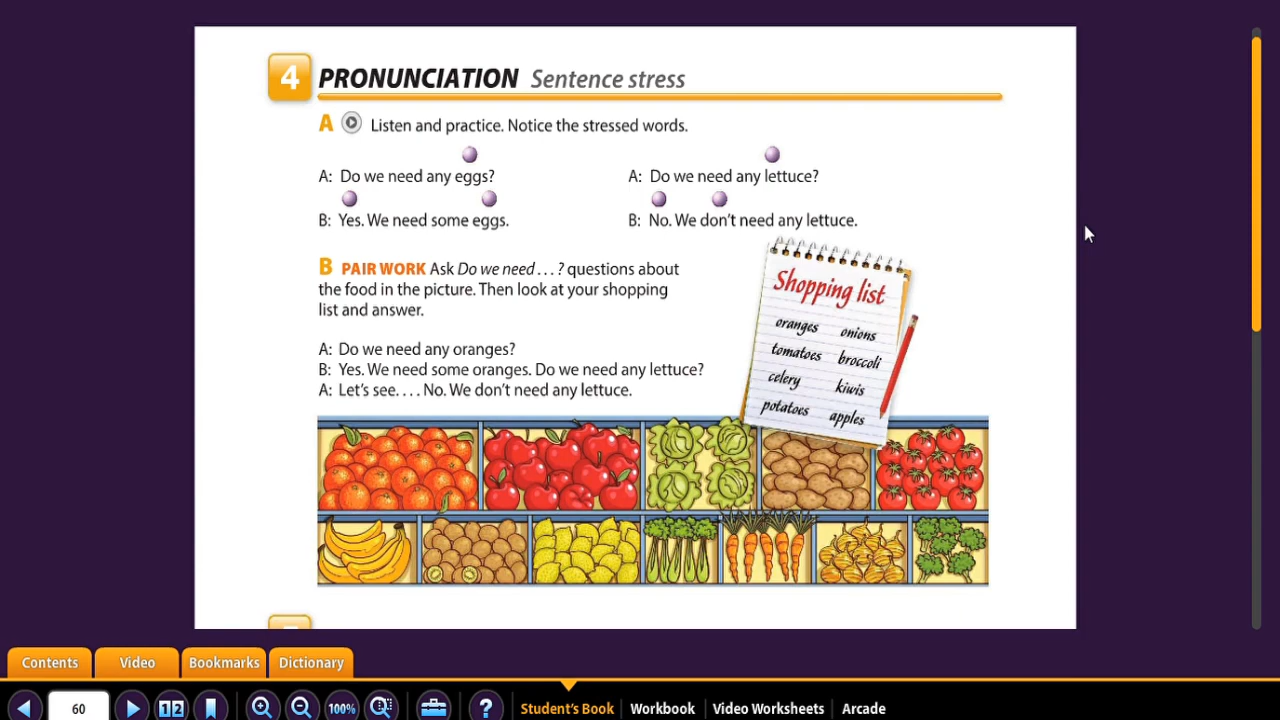 4 PRONUNCIATION Sentence stress
A Listen and practice. Notice the stressed words.
A: Do we need any eggs?
B: Yes. We need some eggs.
A: Do we need any lettuce?
B: No. We don't need any lettuce.
B PAIR WORK Ask Do we need . . . ? questions about
the food in the picture. Then look at your shopping
list and answer.
A: Do we need any oranges?
B: Yes. We need some oranges. Do we need any lettuce?
A: Let's see. . . . No. We don't need any lettuce.
Shopping list
oranges onions
tomatoes broccoli
celery kiwis
potatoes apples
Contents Video Bookmarks Dictionary
60 1 2 100% ? Student's Book Workbook Video Worksheets Arcade